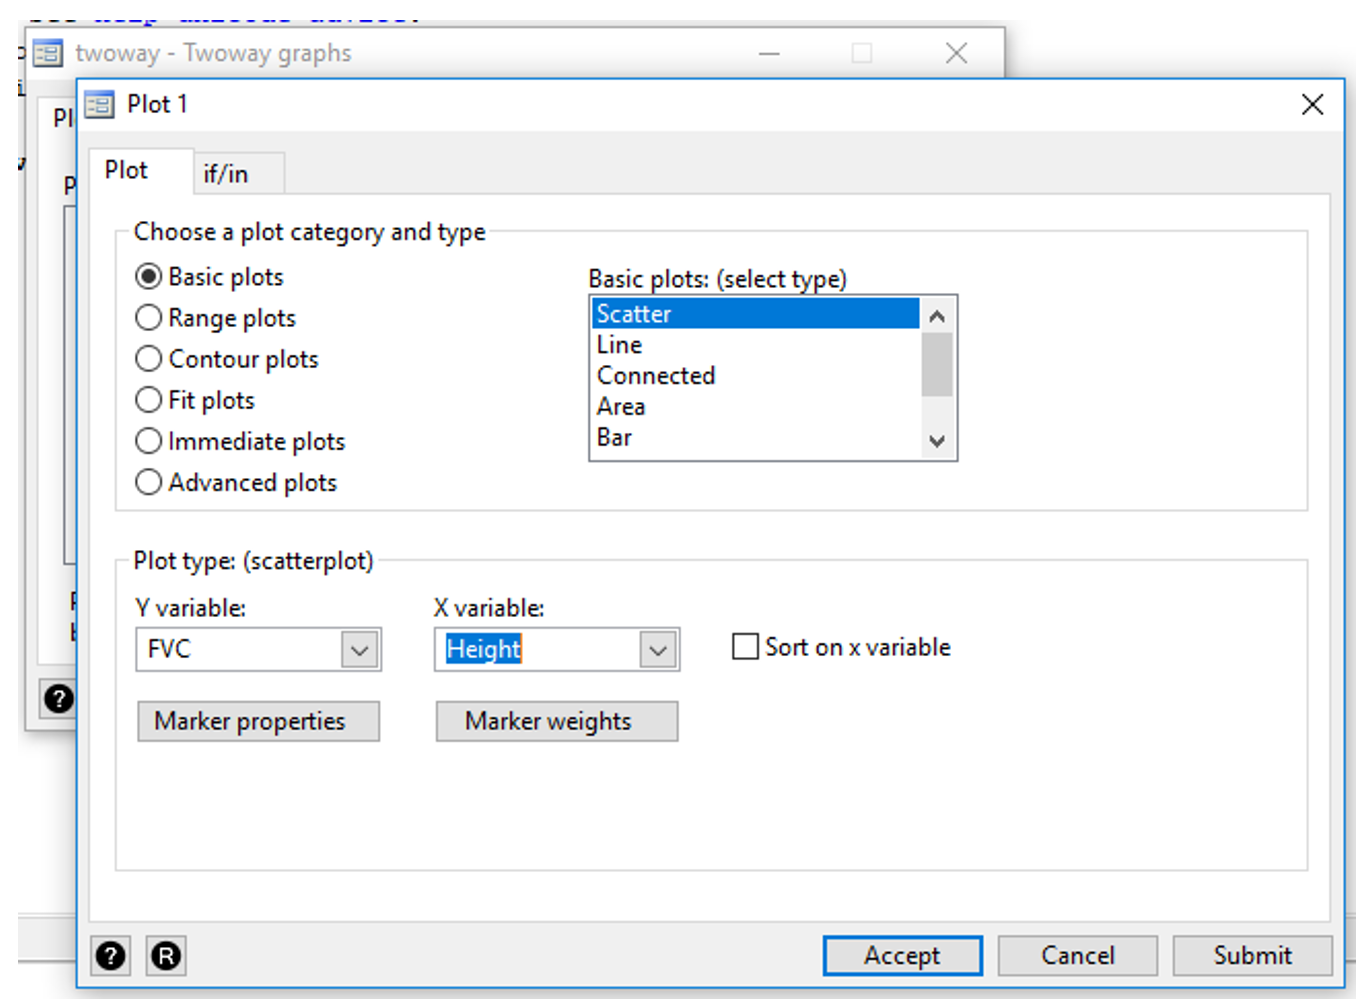 twoway - Twoway graphs
Plot 1
Plot
if/in
Choose a plot category and type
Basic plots
Range plots
Contour plots
Fit plots
Immediate plots
Advanced plots
Basic plots: (select type)
Scatter
Line
Connected
Area
Bar
Plot type: (scatterplot)
Y variable:
X variable:
FVC
Height
Sort on x variable
Marker properties
Marker weights
?
R
Accept
Cancel
Submit
?